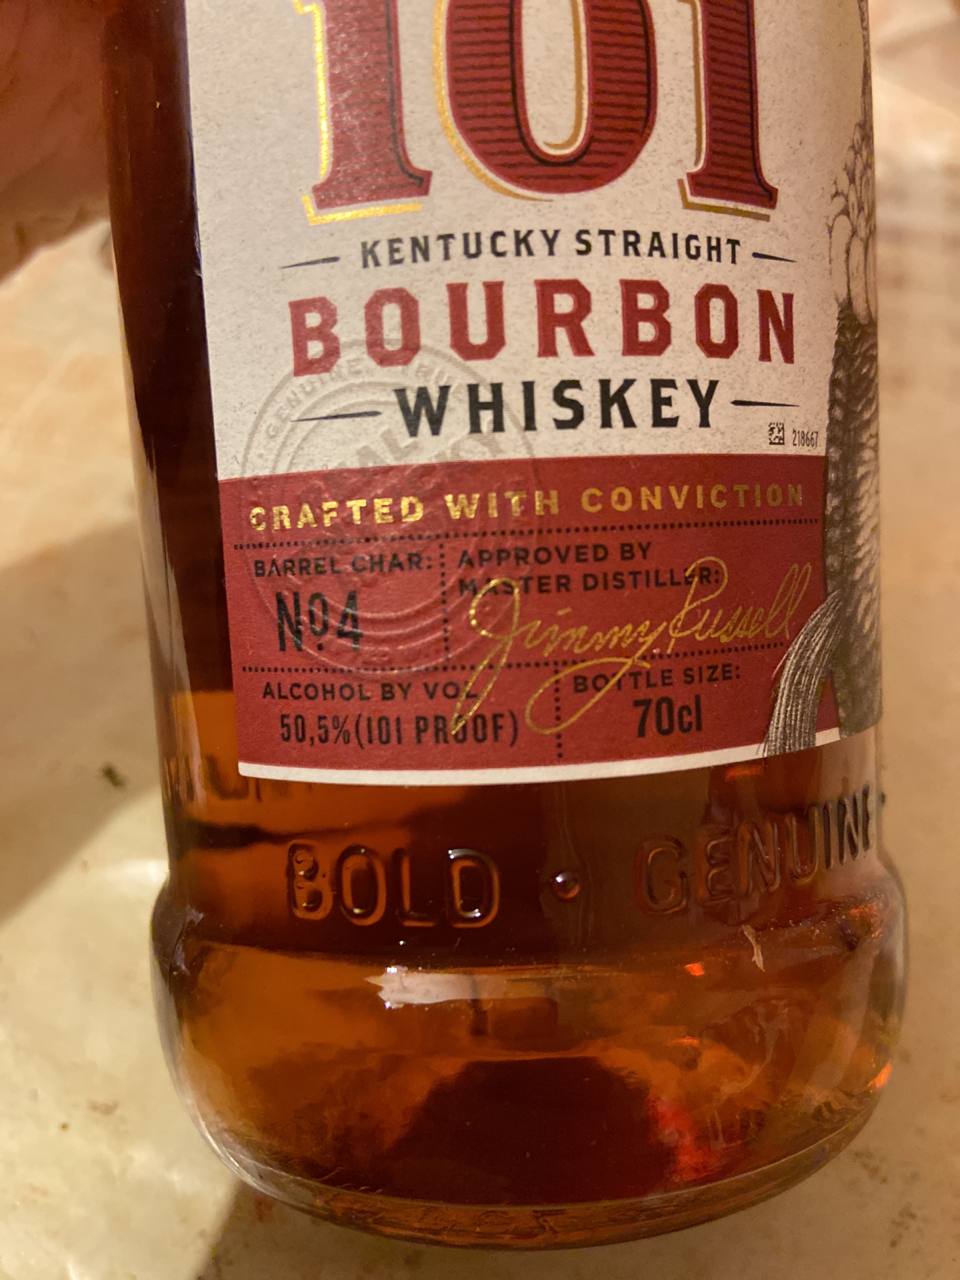 101
KENTUCKY STRAIGHT
BOURBON
WHISKEY
218667
CRAFTED WITH CONVICTION
BARREL CHAR:
Nº4
APPROVED BY
MASTER DISTILLER:
Jimmy Russell
ALCOHOL BY VOL
50,5%(101 PROOF)
BOTTLE SIZE:
70cl
BOLD · GENUINE